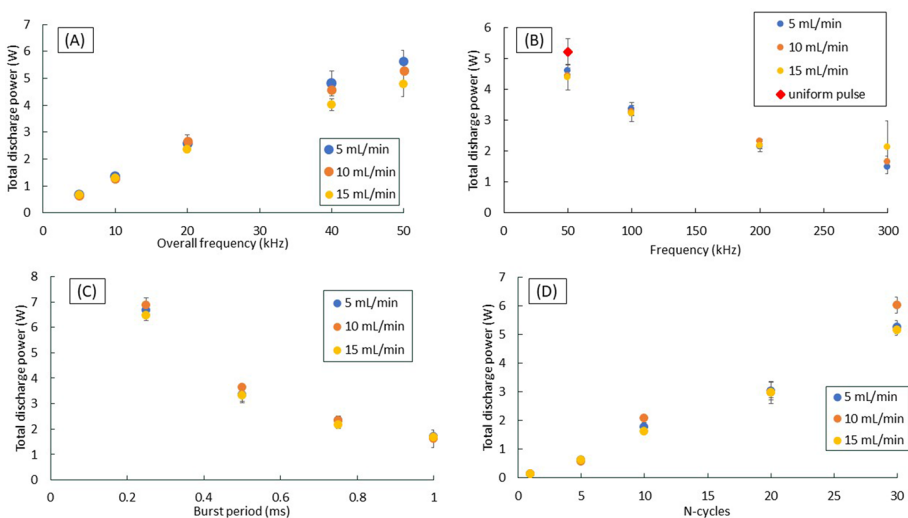 (A)
Total discharge power (W)
7
6
5
4
3
2
1
0
0 10 20 30 40 50
Overall frequency (kHz)
5 mL/min
10 mL/min
15 mL/min
(B)
Total disharge power (W)
6
5
4
3
2
1
0
0 50 100 150 200 250 300
Frequency (kHz)
5 mL/min
10 mL/min
15 mL/min
uniform pulse
(C)
Total discharge power (W)
8
7
6
5
4
3
2
1
0
0 0.2 0.4 0.6 0.8 1
Burst period (ms)
5 mL/min
10 mL/min
15 mL/min
(D)
Total discharge power (W)
7
6
5
4
3
2
1
0
0 5 10 20 30
N-cycles
5 mL/min
10 mL/min
15 mL/min